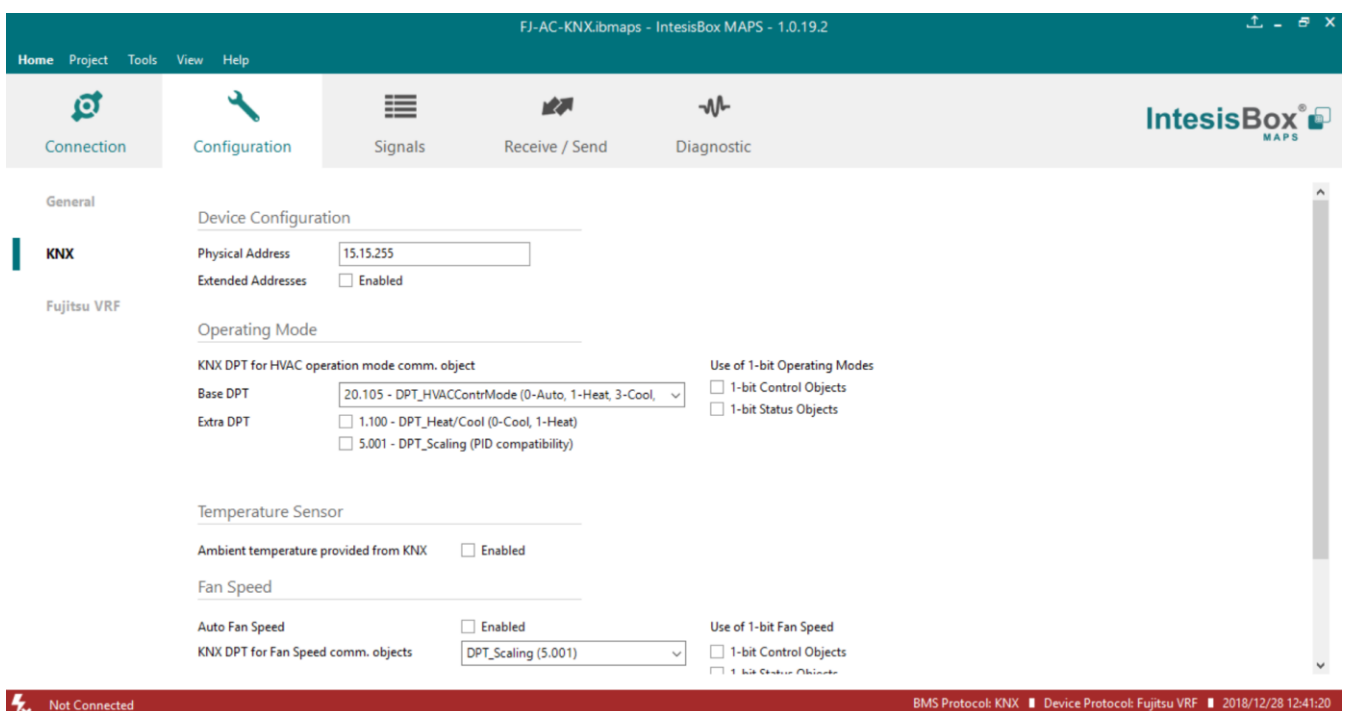 FJ-AC-KNX.ibmaps - IntesisBox MAPS - 1.0.19.2
Home Project Tools View Help
Connection Configuration Signals Receive / Send Diagnostic
IntesisBox® MAPS
General
KNX
Fujitsu VRF
Device Configuration
Physical Address 15.15.255
Extended Addresses Enabled
Operating Mode
KNX DPT for HVAC operation mode comm. object
Base DPT 20.105 - DPT_HVACContrMode (0-Auto, 1-Heat, 3-Cool,
Extra DPT 1.100 - DPT_Heat/Cool (0-Cool, 1-Heat)
5.001 - DPT_Scaling (PID compatibility)
Use of 1-bit Operating Modes
1-bit Control Objects
1-bit Status Objects
Temperature Sensor
Ambient temperature provided from KNX Enabled
Fan Speed
Auto Fan Speed Enabled
KNX DPT for Fan Speed comm. objects DPT_Scaling (5.001)
Use of 1-bit Fan Speed
1-bit Control Objects
1-bit Status Objects
Not Connected
BMS Protocol: KNX Device Protocol: Fujitsu VRF 2018/12/28 12:41:20